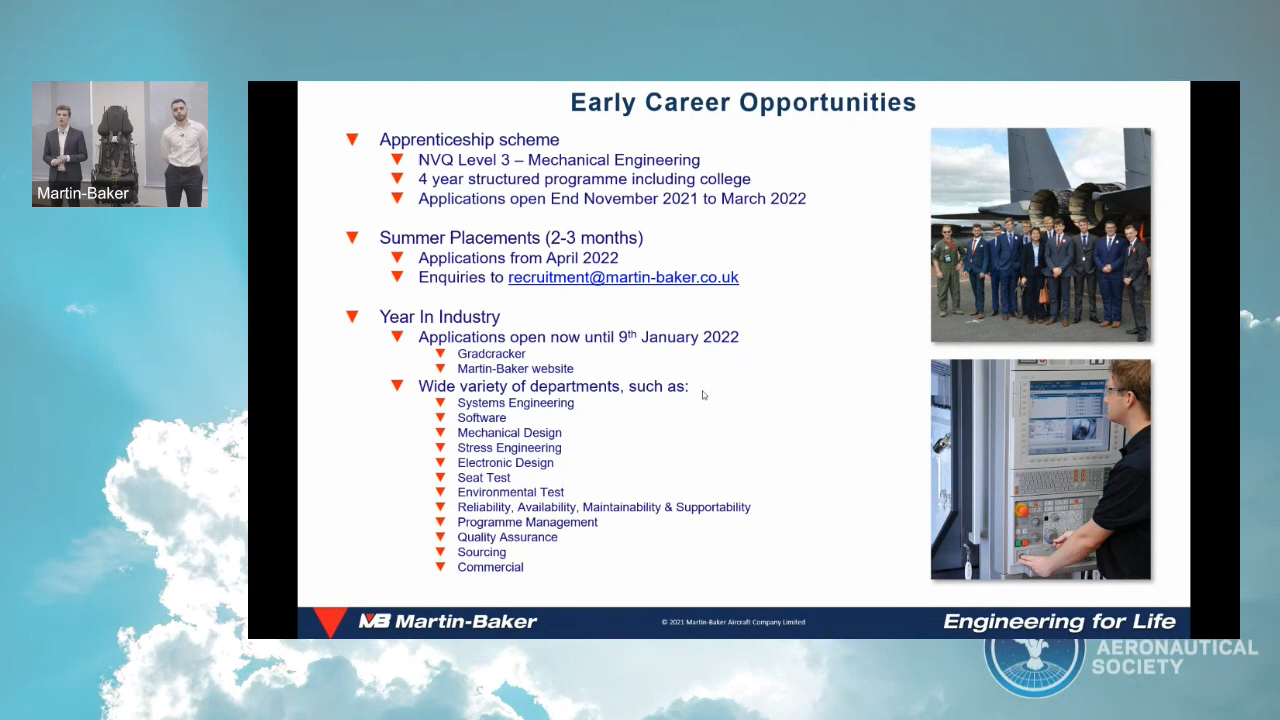 Early Career Opportunities
Apprenticeship scheme
NVQ Level 3 – Mechanical Engineering
4 year structured programme including college
Applications open End November 2021 to March 2022
Summer Placements (2-3 months)
Applications from April 2022
Enquiries to recruitment@martin-baker.co.uk
Year In Industry
Applications open now until 9th January 2022
Gradcracker
Martin-Baker website
Wide variety of departments, such as:
Systems Engineering
Software
Mechanical Design
Stress Engineering
Electronic Design
Seat Test
Environmental Test
Reliability, Availability, Maintainability & Supportability
Programme Management
Quality Assurance
Sourcing
Commercial
Martin-Baker
MB Martin-Baker
© 2021 Martin-Baker Aircraft Company Limited
Engineering for Life
AERONAUTICAL
SOCIETY